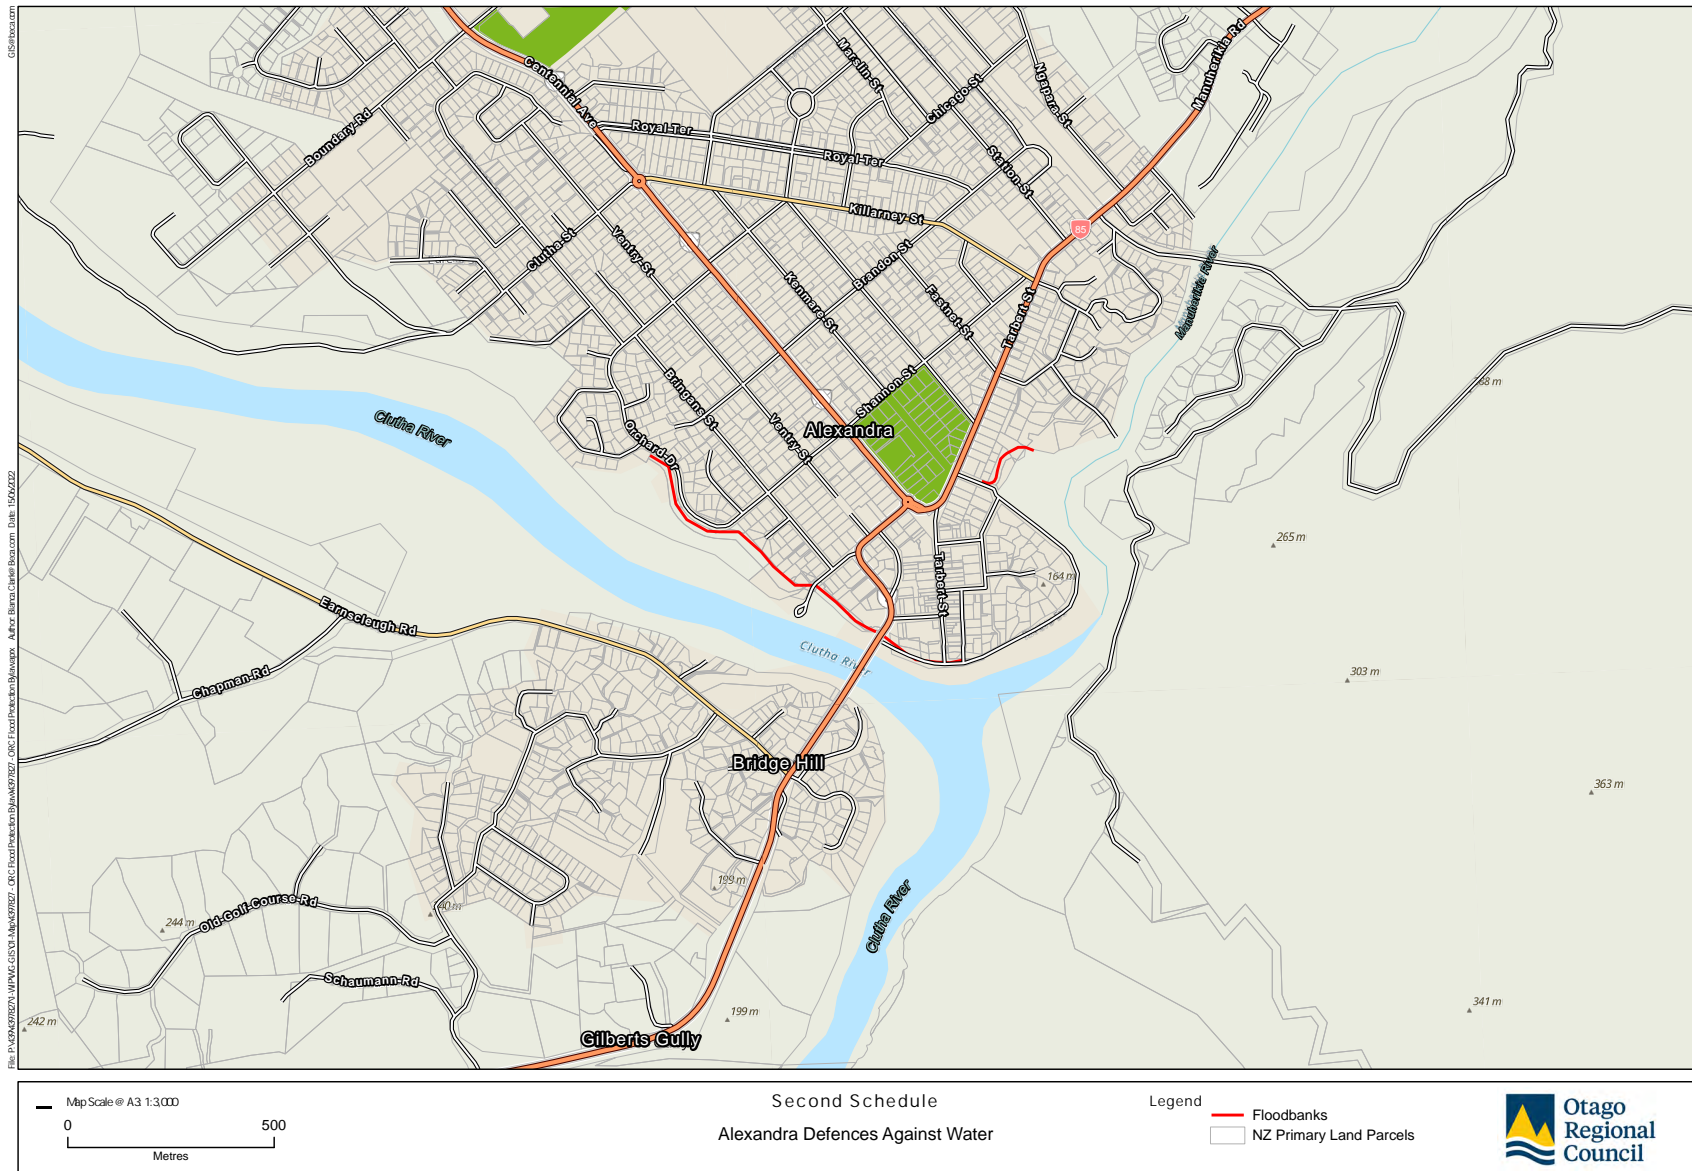 GIS@beca.com
Marslin-St
Manuherikia Rd
Centennial Ave
Chicago-St
Ngapara-St
Boundary-Rd
Royal-Ter
Royal-Ter
Station-St
Killarney St
85
Clutha-St
Ventry-St
Brandon-St
Manuherikia River
Kenmare-St
Fastnet-St
Tarbert St
Shannon-St
Bringans St
88 m
Clutha River
Ventry-St
Alexandra
Orchard-Dr
265 m
Tarbert-St
164 m
Earnscleugh Rd
Clutha River
303 m
Chapman-Rd
Bridge Hill
363 m
199 m
Old-Golf-Course-Rd
40 m
244 m
Clutha River
Schaumann-Rd
341 m
199 m
242 m
Gilberts Gully
Map Scale @ A3: 1:3,000
0 500
Metres
Second Schedule
Alexandra Defences Against Water
Legend
Floodbanks
NZ Primary Land Parcels
Otago
Regional
Council